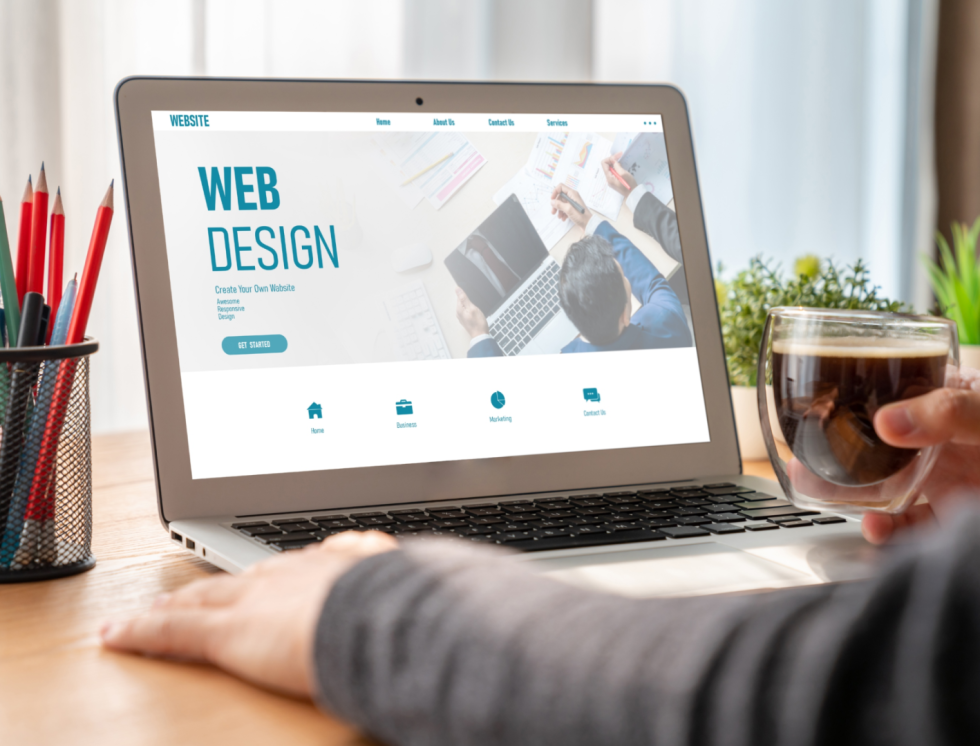 WEBSITE
Home
About Us
Contact Us
Services
WEB
DESIGN
Create Your Own Website
Awesome
Responsive
Design
GET STARTED
Home
Business
Marketing
Contact Us